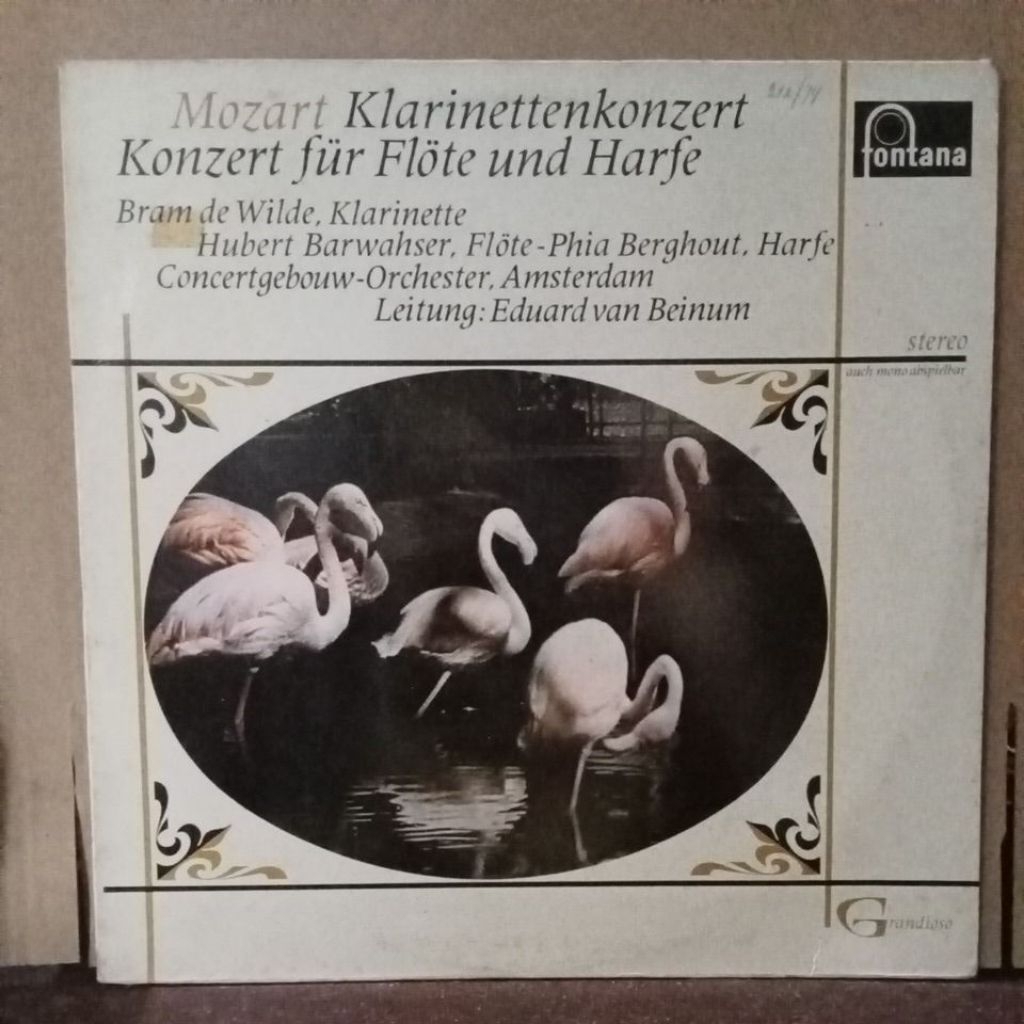 Mozart Klarinettenkonzert
Konzert für Flöte und Harfe
Bram de Wilde, Klarinette
Hubert Barwahser, Flöte-Phia Berghout, Harfe
Concertgebouw-Orchester, Amsterdam
Leitung: Eduard van Beinum
fontana
stereo
auch mono abspielbar
Grandioso